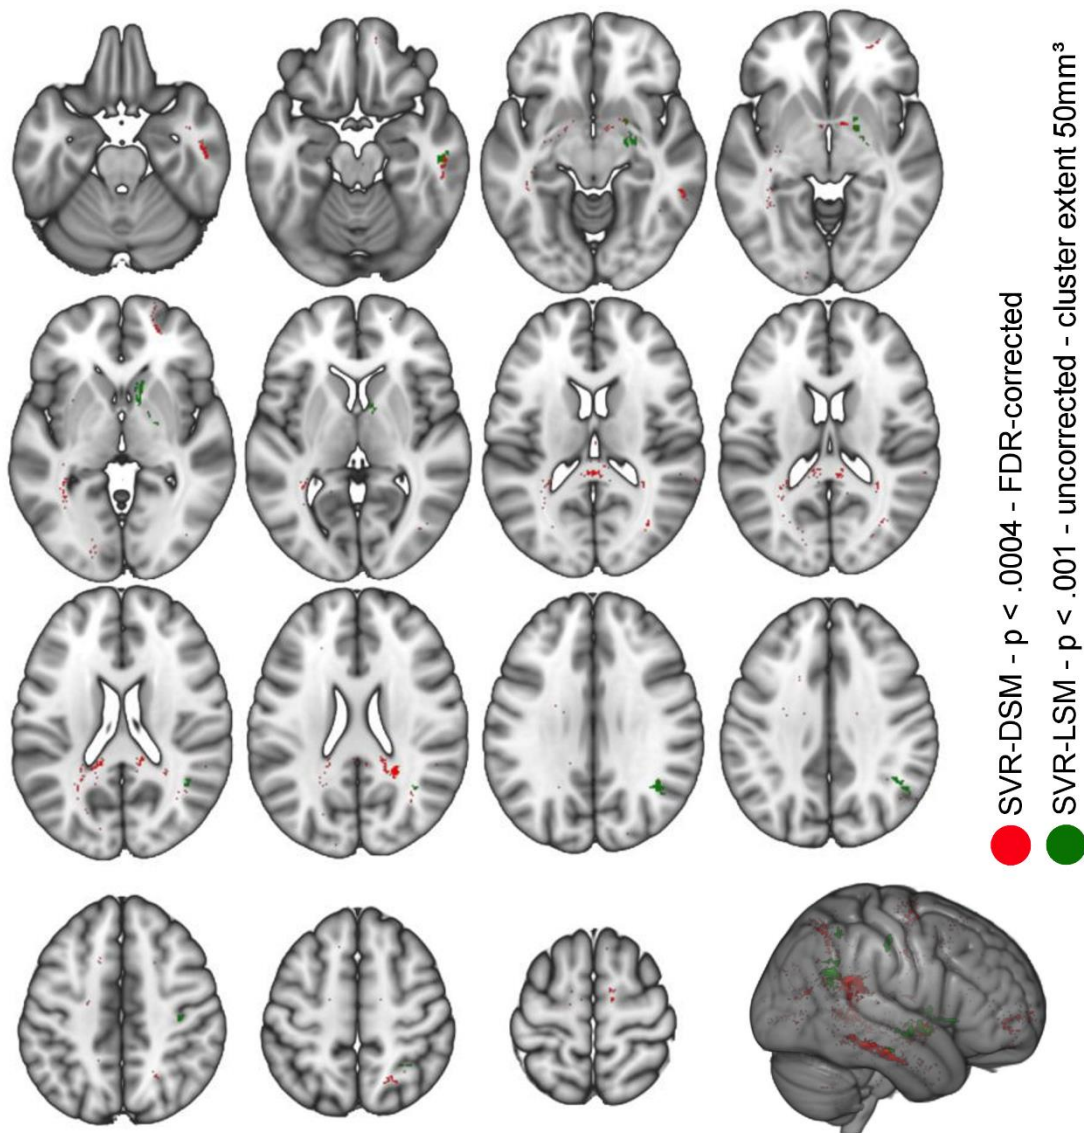 SVR-DSM - p < .0004 - FDR-corrected
SVR-LSM - p < .001 - uncorrected - cluster extent 50mm³